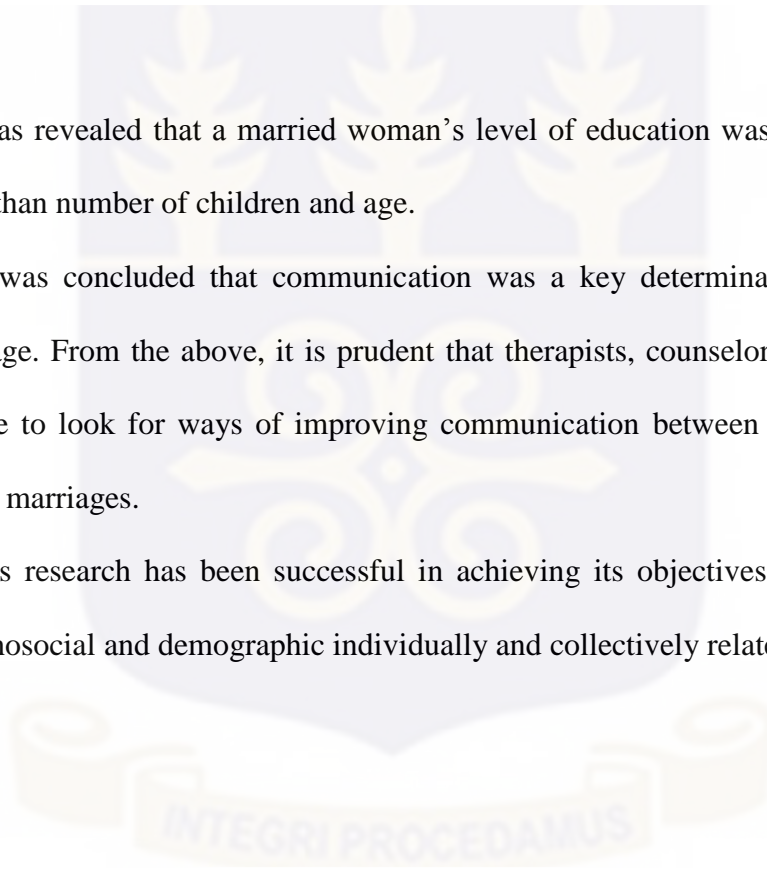 as revealed that a married woman’s level of education was
than number of children and age.
was concluded that communication was a key determina
age. From the above, it is prudent that therapists, counselor
e to look for ways of improving communication between
marriages.
s research has been successful in achieving its objectives
nosocial and demographic individually and collectively relate
INTEGRI PROCEDAMUS